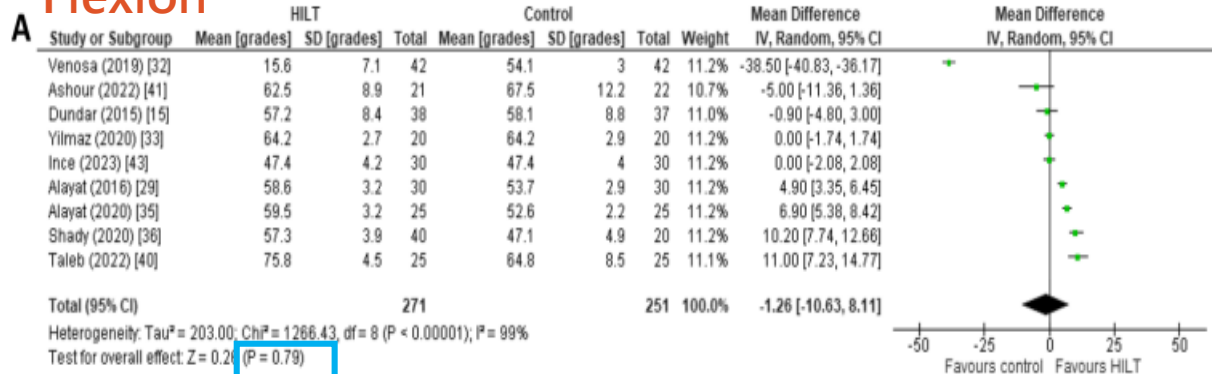 Flexion
A
HILT Control Mean Difference Mean Difference
Study or Subgroup Mean [grades] SD [grades] Total Mean [grades] SD [grades] Total Weight IV, Random, 95% CI IV, Random, 95% CI
Venosa (2019) [32] 15.6 7.1 42 54.1 3 42 11.2% -38.50 [-40.83, -36.17]
Ashour (2022) [41] 62.5 8.9 21 67.5 12.2 22 10.7% -5.00 [-11.36, 1.36]
Dundar (2015) [15] 57.2 8.4 38 58.1 8.8 37 11.0% -0.90 [-4.80, 3.00]
Yilmaz (2020) [33] 64.2 2.7 20 64.2 2.9 20 11.2% 0.00 [-1.74, 1.74]
Ince (2023) [43] 47.4 4.2 30 47.4 4 30 11.2% 0.00 [-2.08, 2.08]
Alayat (2016) [29] 58.6 3.2 30 53.7 2.9 30 11.2% 4.90 [3.35, 6.45]
Alayat (2020) [35] 59.5 3.2 25 52.6 2.2 25 11.2% 6.90 [5.38, 8.42]
Shady (2020) [36] 57.3 3.9 40 47.1 4.9 20 11.2% 10.20 [7.74, 12.66]
Taleb (2022) [40] 75.8 4.5 25 64.8 8.5 25 11.1% 11.00 [7.23, 14.77]
Total (95% CI) 271 251 100.0% -1.26 [-10.63, 8.11]
Heterogeneity: Tau² = 203.00; Chi² = 1266.43, df = 8 (P < 0.00001); I² = 99%
Test for overall effect: Z = 0.26 (P = 0.79)
-50 -25 0 25 50
Favours control Favours HILT